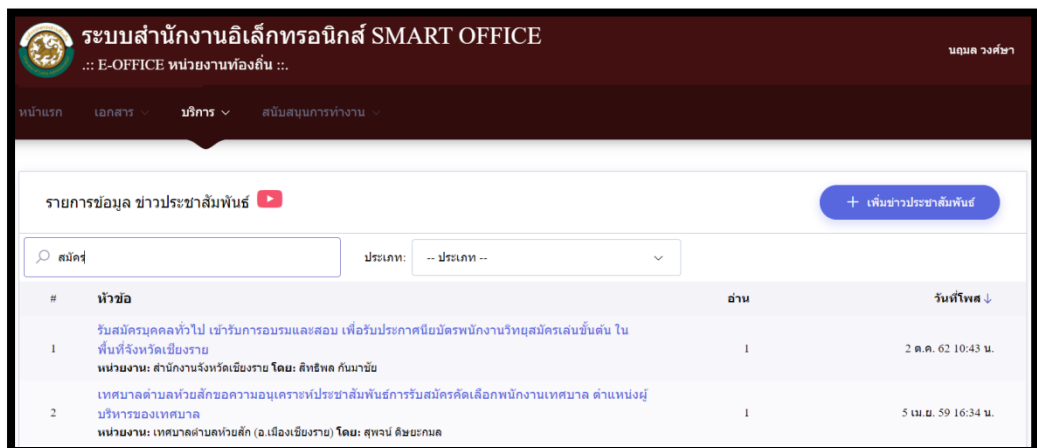 ระบบสำนักงานอิเล็กทรอนิกส์ SMART OFFICE
.:: E-OFFICE หน่วยงานท้องถิ่น ::.
นฤมล วงศ์ษา
หน้าแรก เอกสาร บริการ สนับสนุนการทำงาน
รายการข้อมูล ข่าวประชาสัมพันธ์
+ เพิ่มข่าวประชาสัมพันธ์
สมัคร ประเภท: -- ประเภท --
# หัวข้อ อ่าน วันที่โพส ↓
รับสมัครบุคคลทั่วไป เข้ารับการอบรมและสอบ เพื่อรับประกาศนียบัตรพนักงานวิทยุสมัครเล่นขั้นต้น ใน
1 พื้นที่จังหวัดเชียงราย 1 2 ต.ค. 62 10:43 น.
หน่วยงาน: สำนักงานจังหวัดเชียงราย โดย: สิทธิพล กันมาชัย
เทศบาลตำบลห้วยสักขอความอนุเคราะห์ประชาสัมพันธ์การรับสมัครคัดเลือกพนักงานเทศบาล ตำแหน่งผู้
2 บริหารของเทศบาล 1 5 เม.ย. 59 16:34 น.
หน่วยงาน: เทศบาลตำบลห้วยสัก (อ.เมืองเชียงราย) โดย: สุพจน์ ดิษยะกมล